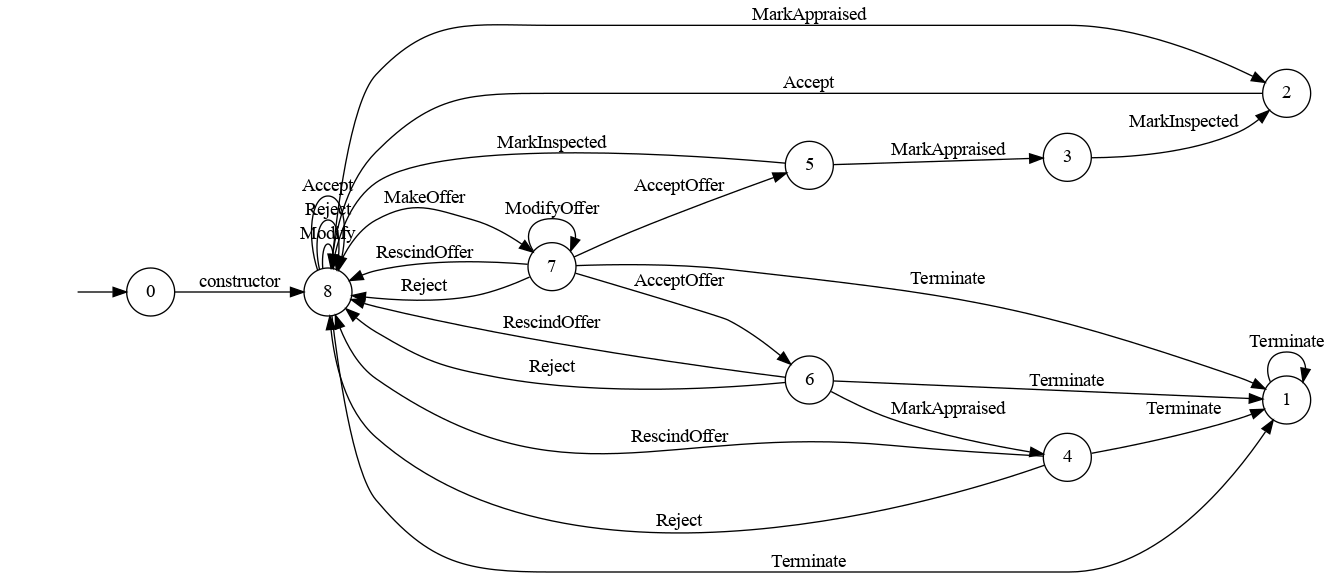 MarkAppraised
2
Accept
MarkInspected
MarkInspected
5
MarkAppraised
3
Accept
Reject
Modify
MakeOffer
AcceptOffer
ModifyOffer
7
RescindOffer
Reject
AcceptOffer
Terminate
0
constructor
8
RescindOffer
Reject
6
Terminate
Terminate
1
MarkAppraised
Terminate
RescindOffer
4
Reject
Terminate